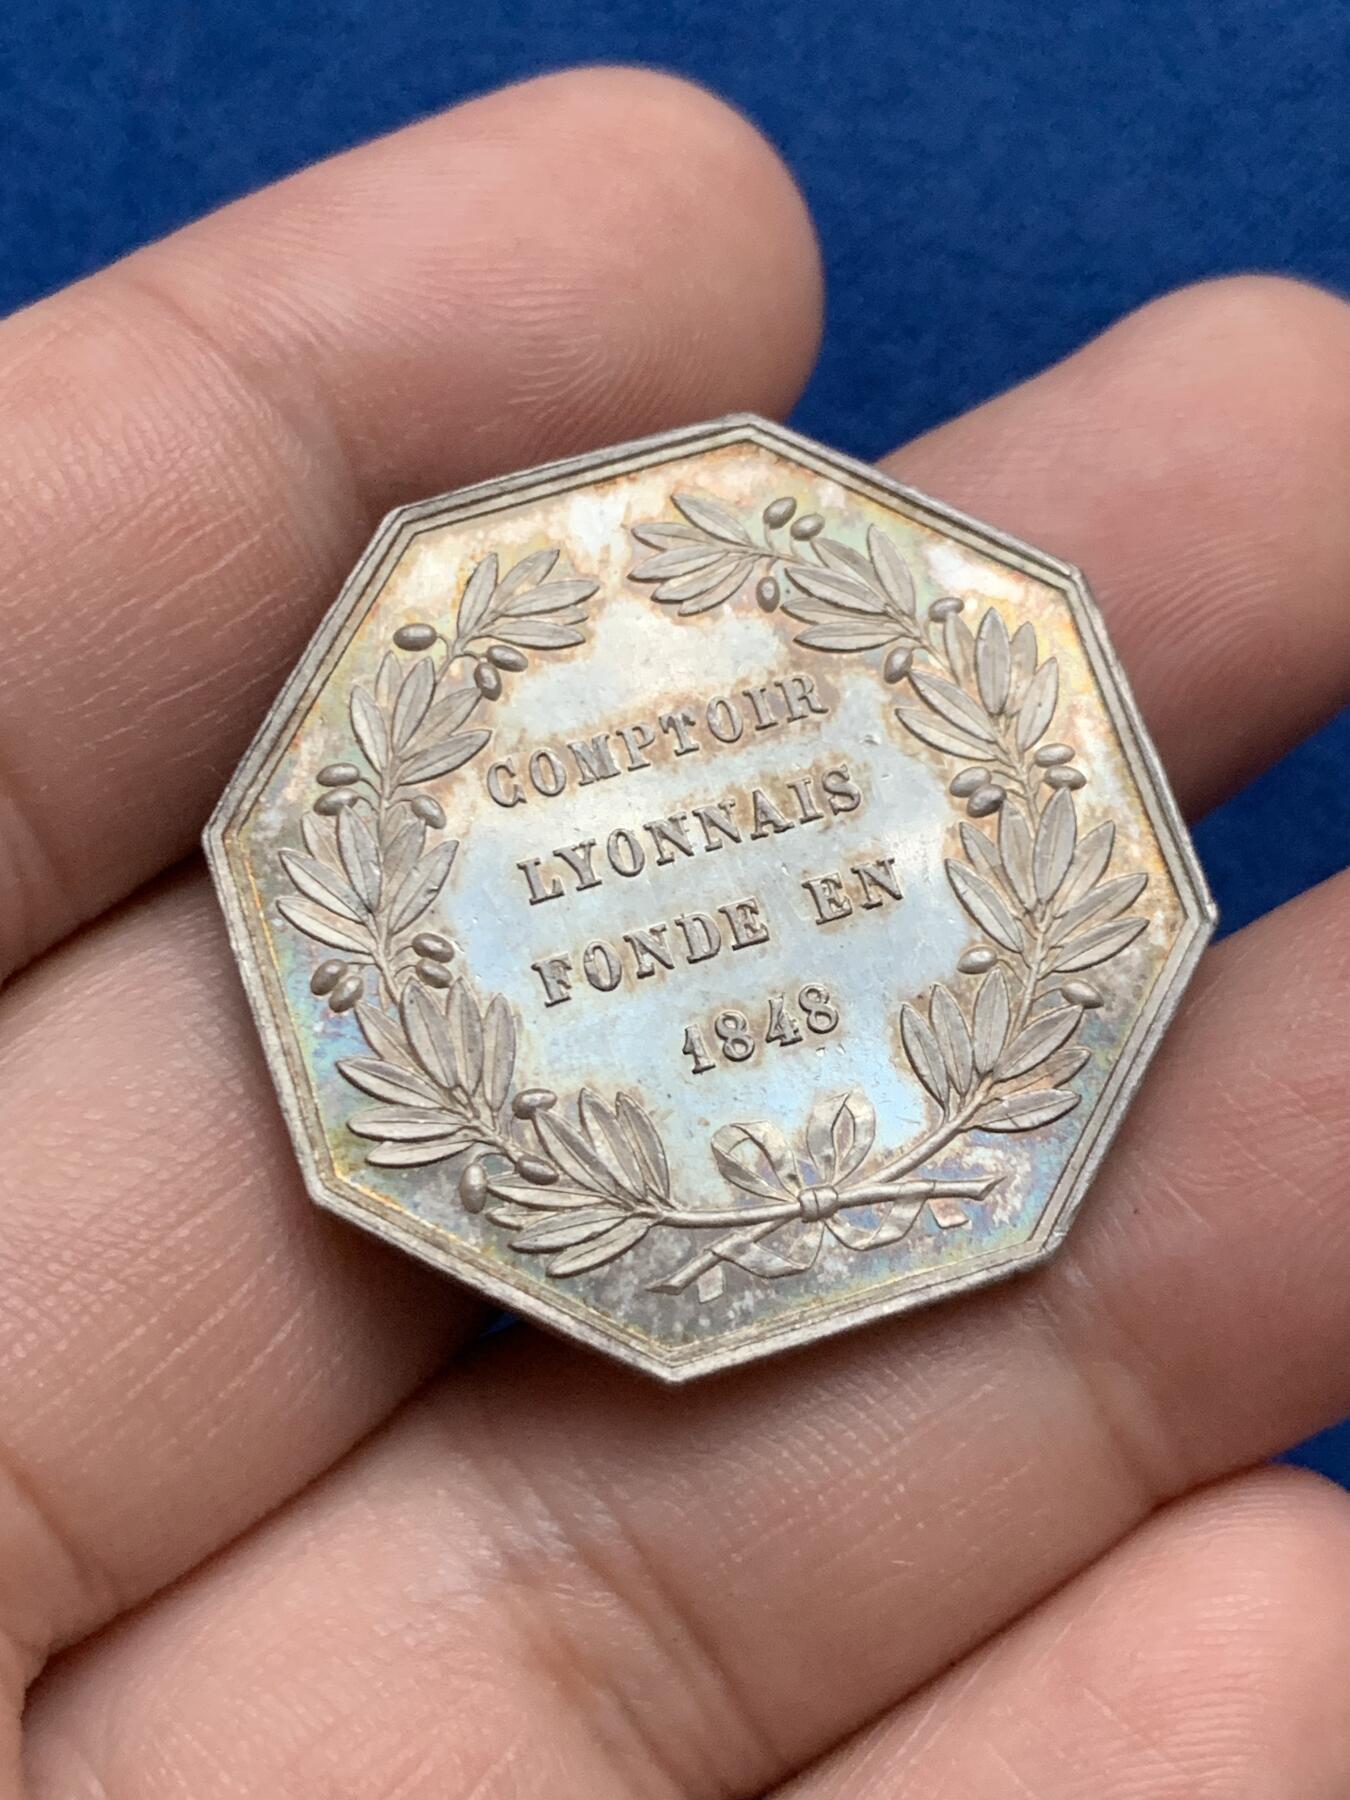 COMPTOIR
LYONNAIS
FONDE EN
1848